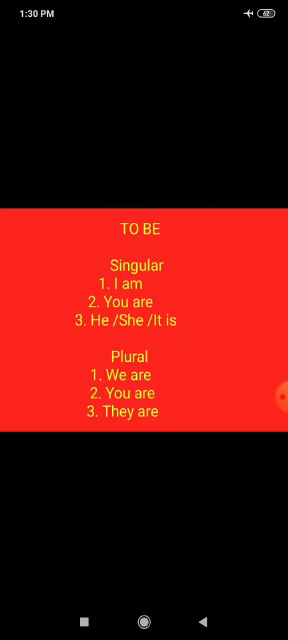 1:30 PM
62
TO BE
Singular
1. I am
2. You are
3. He /She /It is
Plural
1. We are
2. You are
3. They are